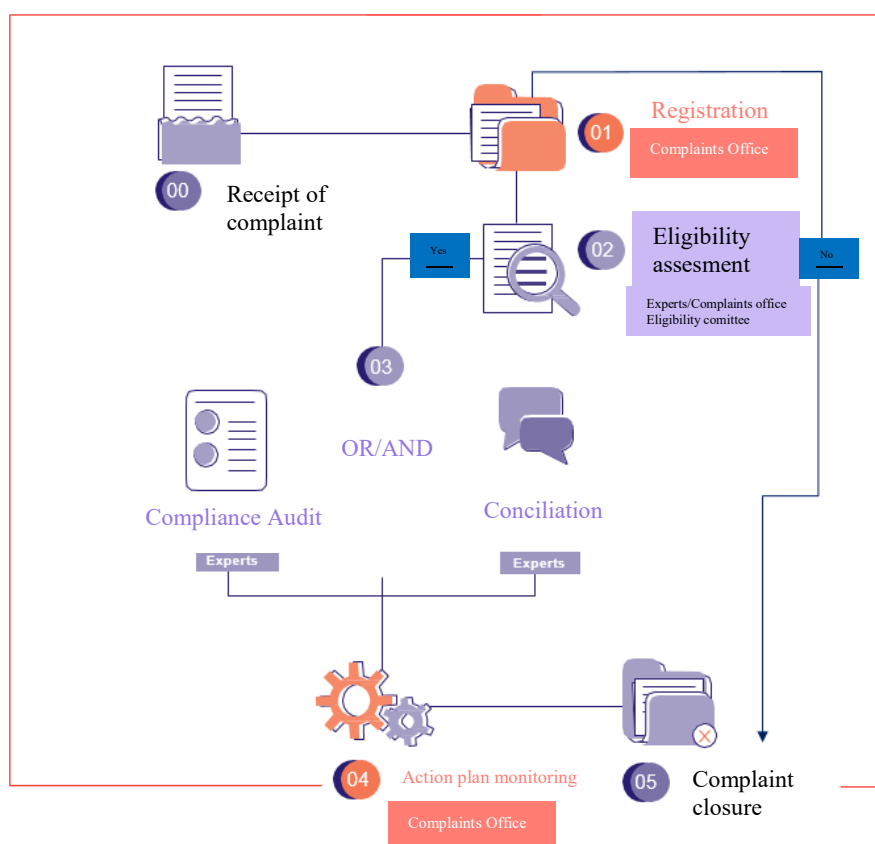 00
Receipt of
complaint
01
Registration
Complaints Office
Yes
02
Eligibility
assesment
No
Experts/Complaints office
Eligibility comittee
03
OR/AND
Compliance Audit
Conciliation
Experts
Experts
04
Action plan monitoring
Complaints Office
05
Complaint
closure